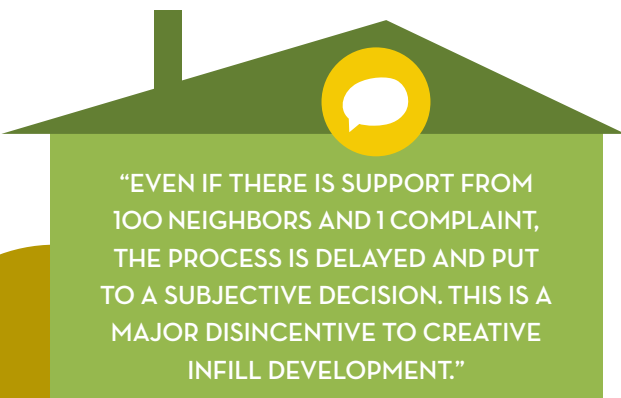 “EVEN IF THERE IS SUPPORT FROM
100 NEIGHBORS AND 1 COMPLAINT,
THE PROCESS IS DELAYED AND PUT
TO A SUBJECTIVE DECISION. THIS IS A
MAJOR DISINCENTIVE TO CREATIVE
INFILL DEVELOPMENT.”